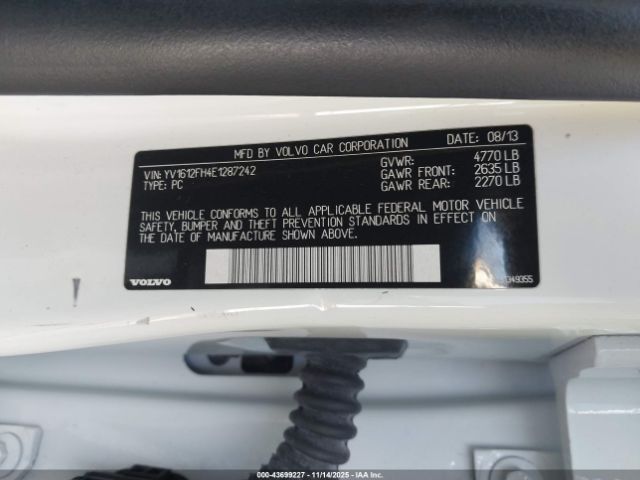 MFD BY VOLVO CAR CORPORATION DATE: 08/13
VIN: YV1612FH4E1287242 GVWR: 4770 LB
TYPE: PC GAWR FRONT: 2635 LB
GAWR REAR: 2270 LB
THIS VEHICLE CONFORMS TO ALL APPLICABLE FEDERAL MOTOR VEHICLE
SAFETY, BUMPER AND THEFT PREVENTION STANDARDS IN EFFECT ON
THE DATE OF MANUFACTURE SHOWN ABOVE.
VOLVO
000-43699227 - 11/14/2025 - IAAI.com